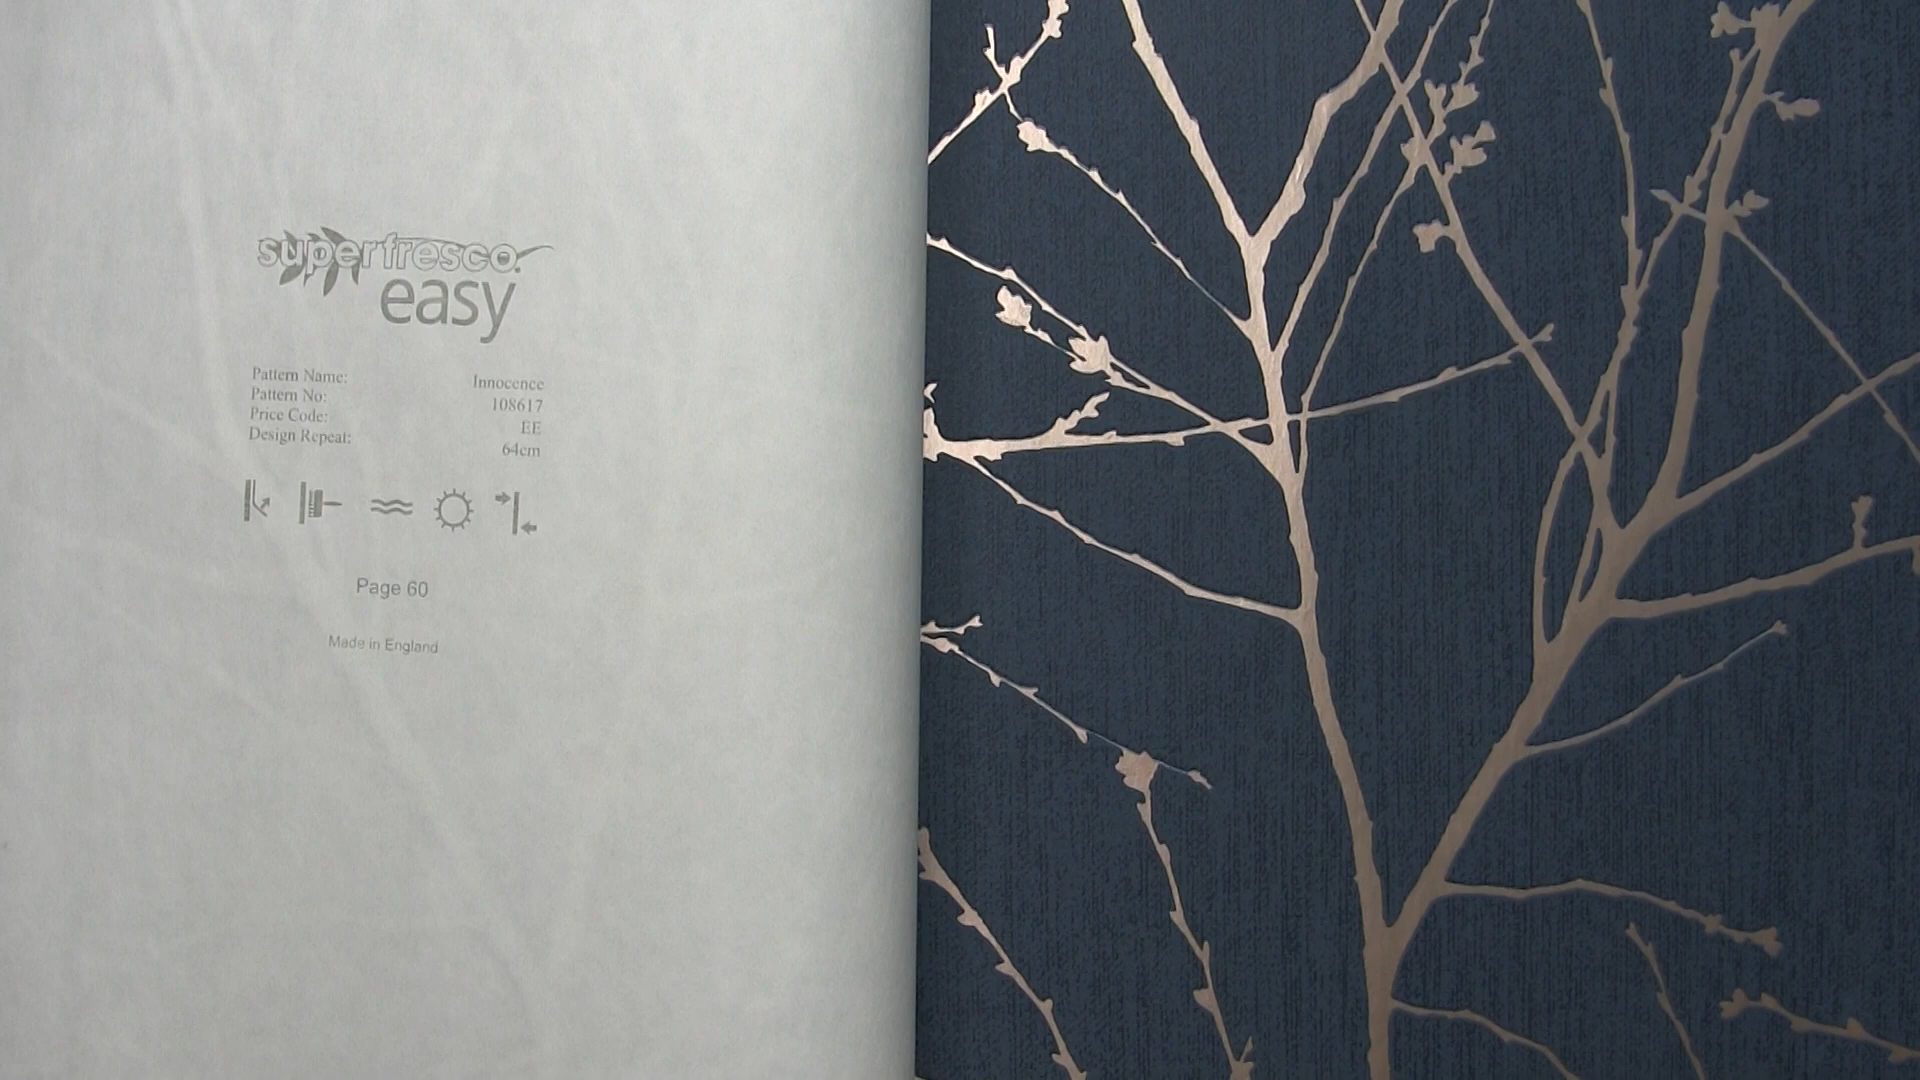 superfresco.
easy
Pattern Name: Innocence
Pattern No: 108617
Price Code: EE
Design Repeat: 64cm
Page 60
Made in England